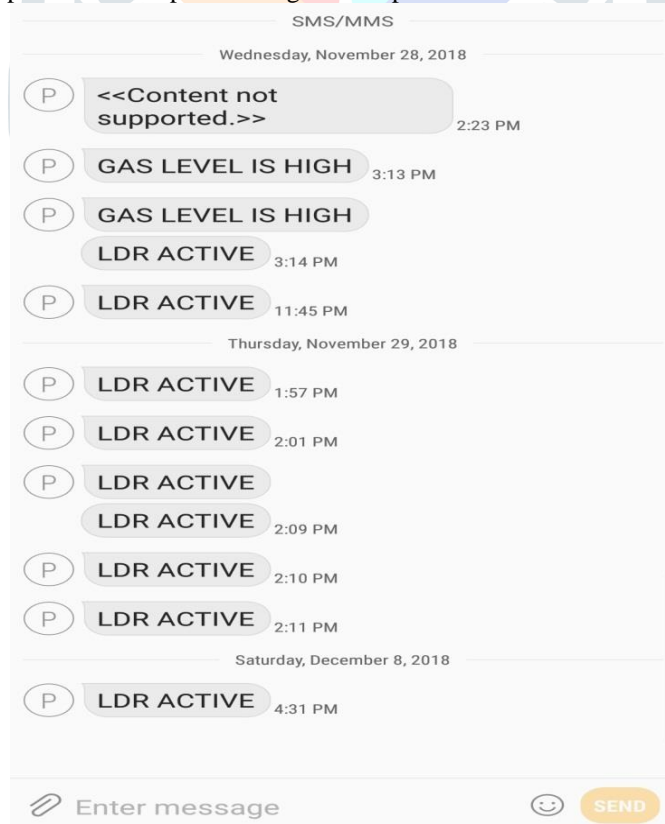 SMS/MMS
Wednesday, November 28, 2018
P
<<Content not
supported.>>
2:23 PM
P
GAS LEVEL IS HIGH
3:13 PM
P
GAS LEVEL IS HIGH
LDR ACTIVE
3:14 PM
P
LDR ACTIVE
11:45 PM
Thursday, November 29, 2018
P
LDR ACTIVE
1:57 PM
P
LDR ACTIVE
2:01 PM
P
LDR ACTIVE
LDR ACTIVE
2:09 PM
P
LDR ACTIVE
2:10 PM
P
LDR ACTIVE
2:11 PM
Saturday, December 8, 2018
P
LDR ACTIVE
4:31 PM
Enter message
SEND